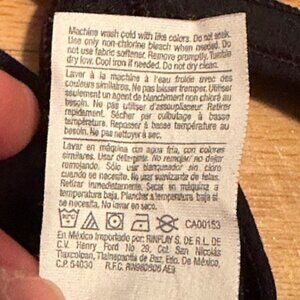 Machine wash cold with like colors. Do not soak.
Use only non-chlorine bleach when needed. Do
not use fabric softener. Remove promptly. Tumble
dry low. Cool iron if needed. Do not dry clean.
Laver à la machine à l'eau froide avec des
couleurs similaires. Ne pas laisser tremper. Utiliser
seulement un agent de blanchiment non chloré au
besoin. Ne pas utiliser d'assouplisseur. Retirer
rapidement. Sécher par culbutage à basse
température. Repasser à basse température au
besoin. Ne pas nettoyer à sec.
Lavar en máquina con agua fría, con colores
similares. Usar detergente. No remojar/ no dejar
remojando. Sólo usar blanqueador sin cloro
cuando se necesite. No usar suavizante de telas.
Retirar inmediatamente. Secar en máquina a
baja temperatura. Planchar a temperatura baja si
se necesita. No lavar en seco.
CA00153
En México Importado por: RINPLAY S. DE R.L. DE
C.V. Henry Ford No 29, Col. San Nicolas
Tlaxcolpan, Tlalnepantla de Baz, Edo. De México,
C.P. 54030 R.F.C.